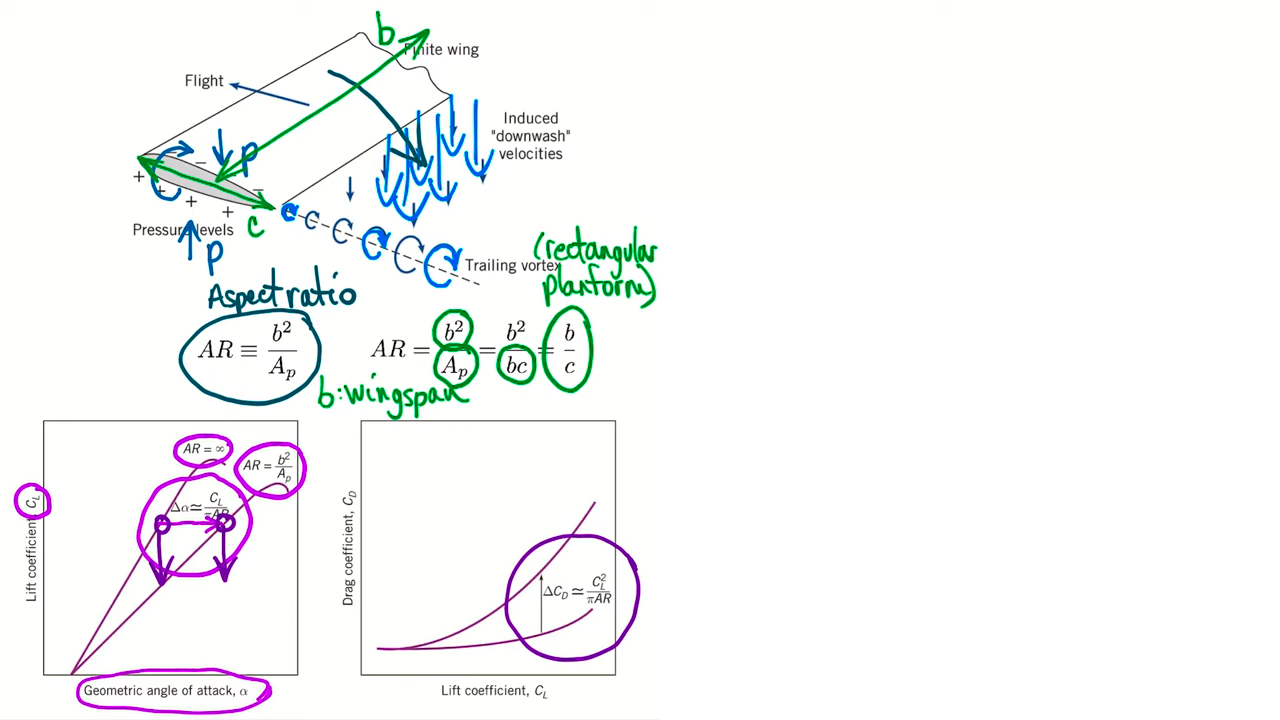 b
Finite wing
Flight
Induced
"downwash"
velocities
p
c
Pressure levels
p
Trailing vortex
(rectangular
planform)
Aspect ratio
AR ≡ b²/A_p
AR = b²/A_p = b²/bc = b/c
b: wingspan
AR = ∞
AR = b²/A_p
Δα ≃ C_L/πAR
Lift coefficient, C_L
Geometric angle of attack, α
Drag coefficient, C_D
ΔC_D ≃ C_L²/πAR
Lift coefficient, C_L